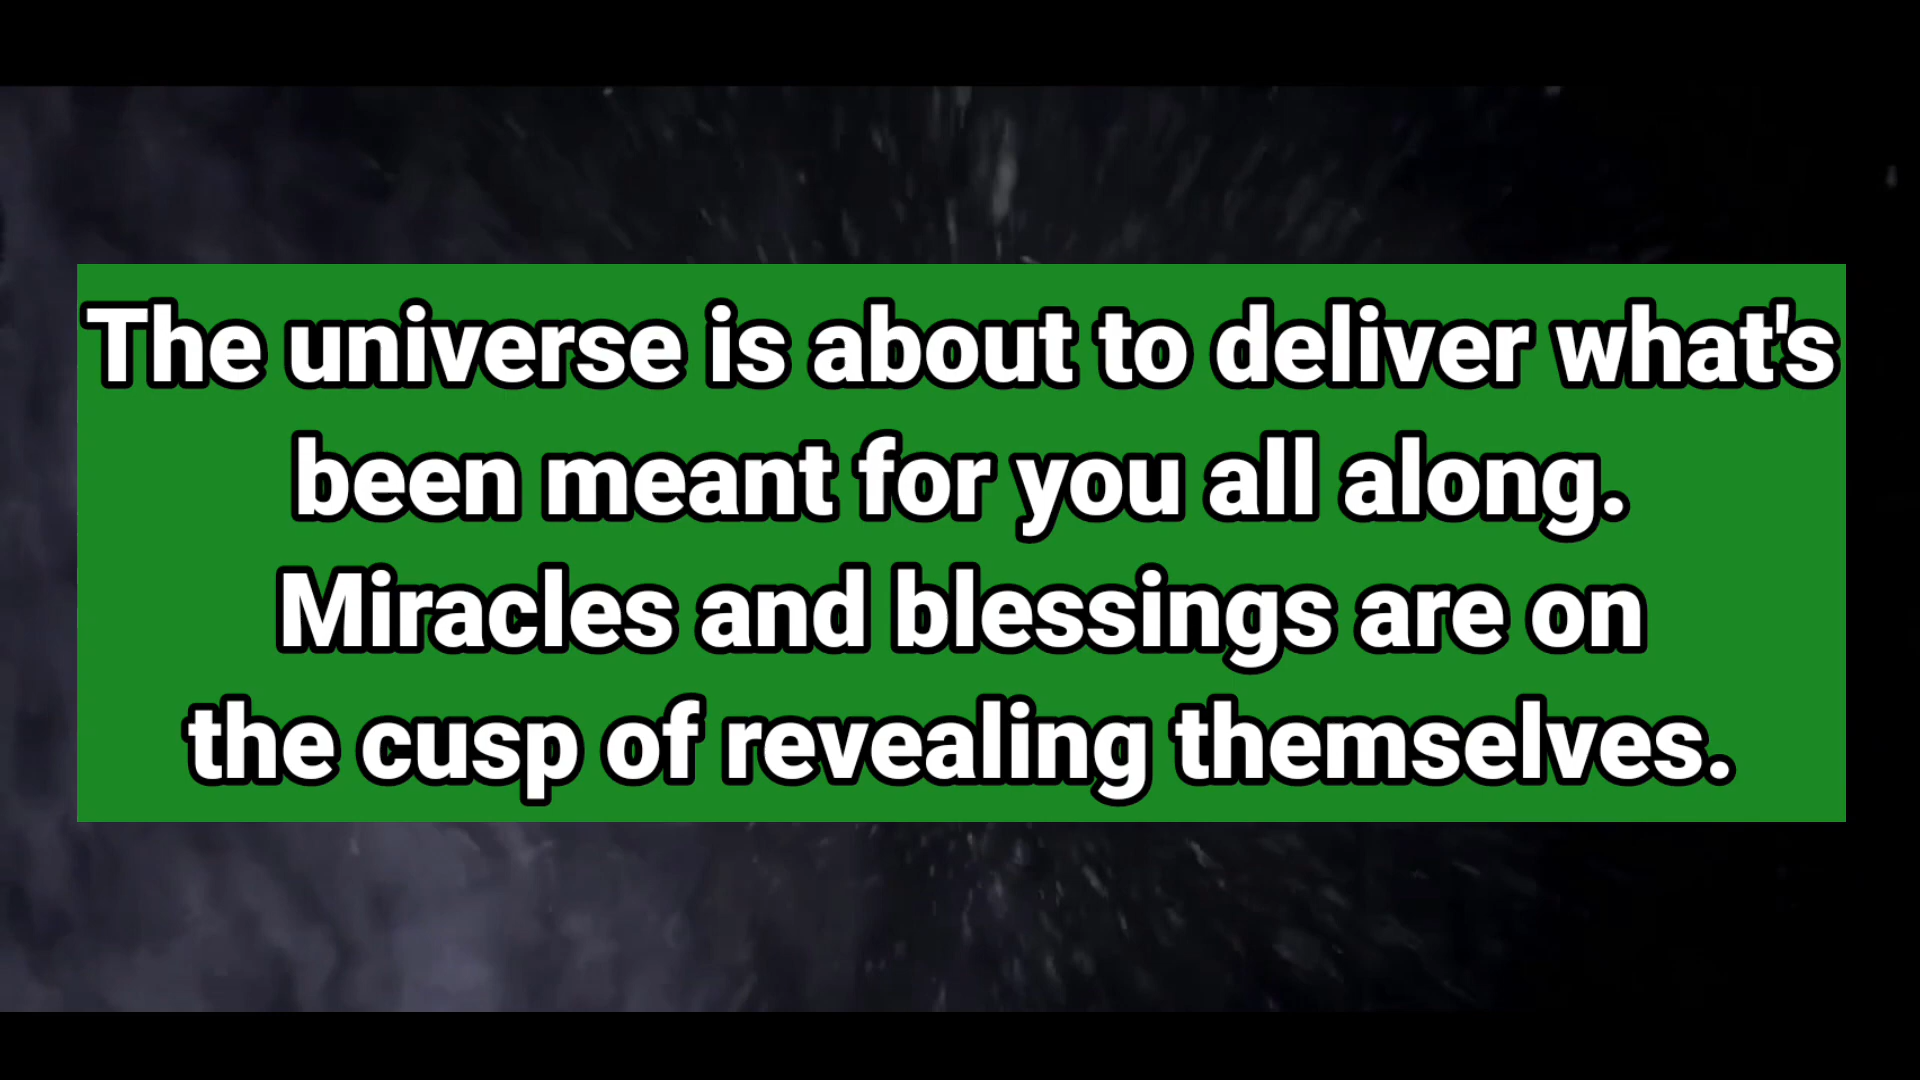 The universe is about to deliver what's
been meant for you all along.
Miracles and blessings are on
the cusp of revealing themselves.